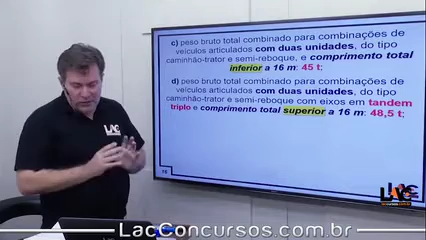 c) peso bruto total combinado para combinações de
veículos articulados com duas unidades, do tipo
caminhão-trator e semi-reboque, e comprimento total
inferior a 16 m: 45 t;
d) peso bruto total combinado para combinações de
veículos articulados com duas unidades, do tipo
caminhão-trator e semi-reboque com eixos em tandem
triplo e comprimento total superior a 16 m: 48,5 t;
LAC
LAC
LacConcursos.com.br